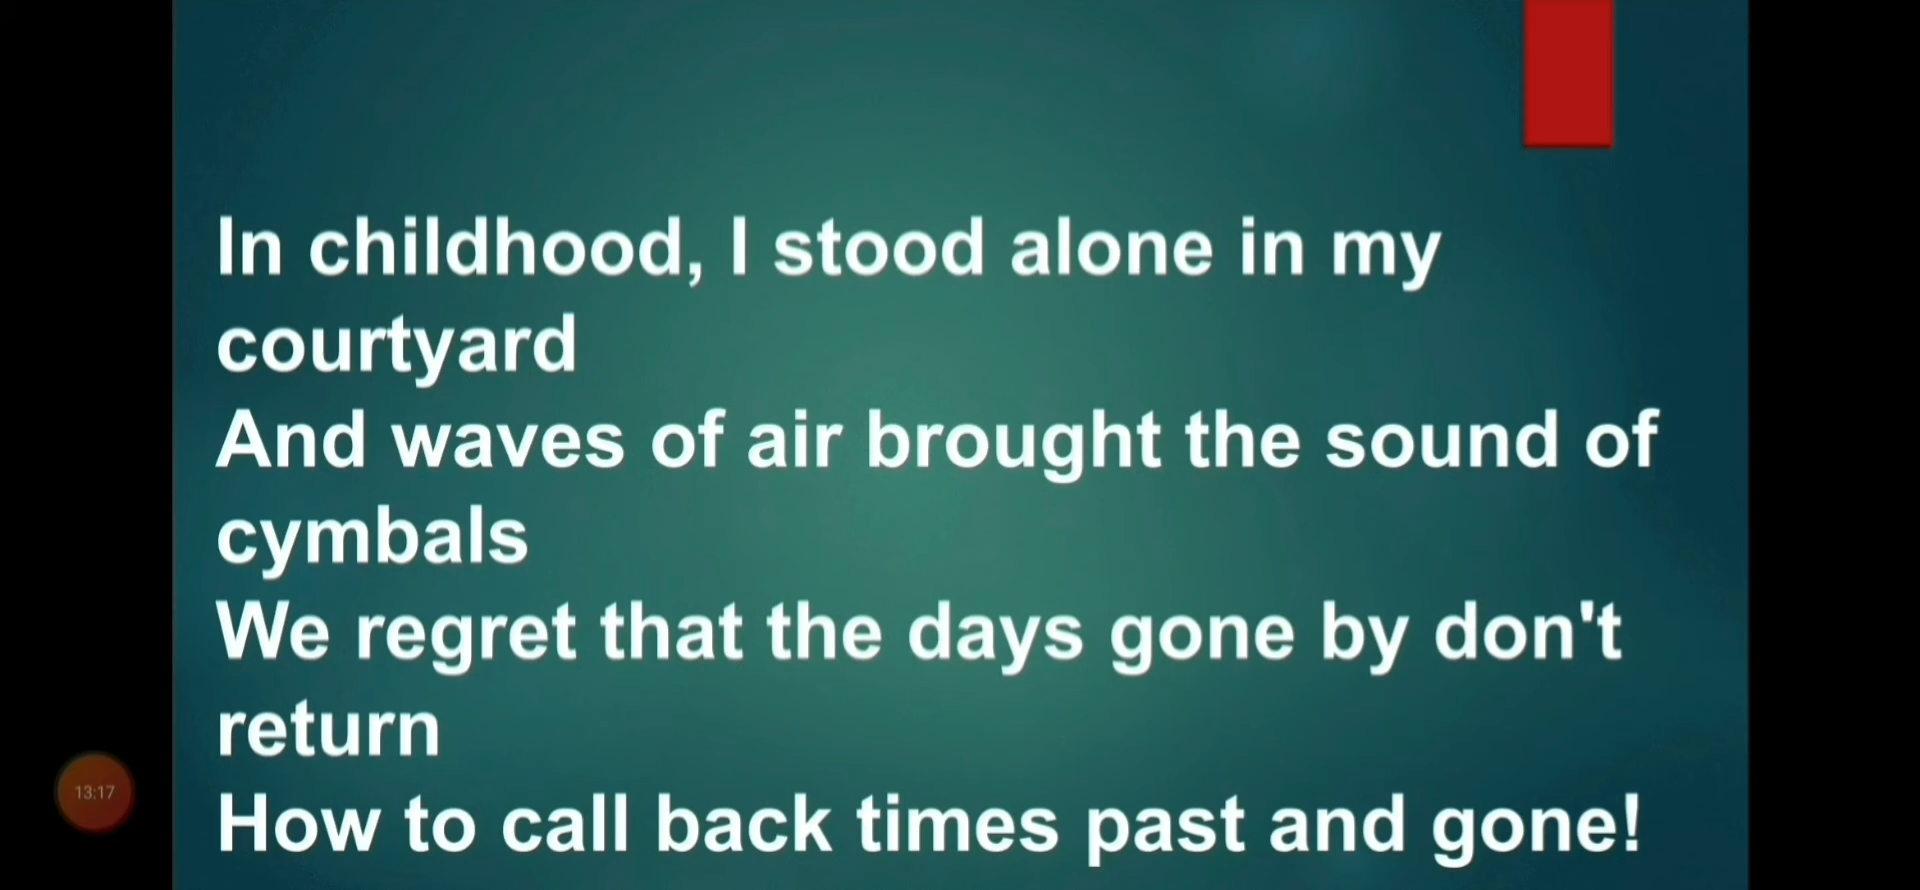 In childhood, I stood alone in my
courtyard
And waves of air brought the sound of
cymbals
We regret that the days gone by don't
return
How to call back times past and gone!
13:17